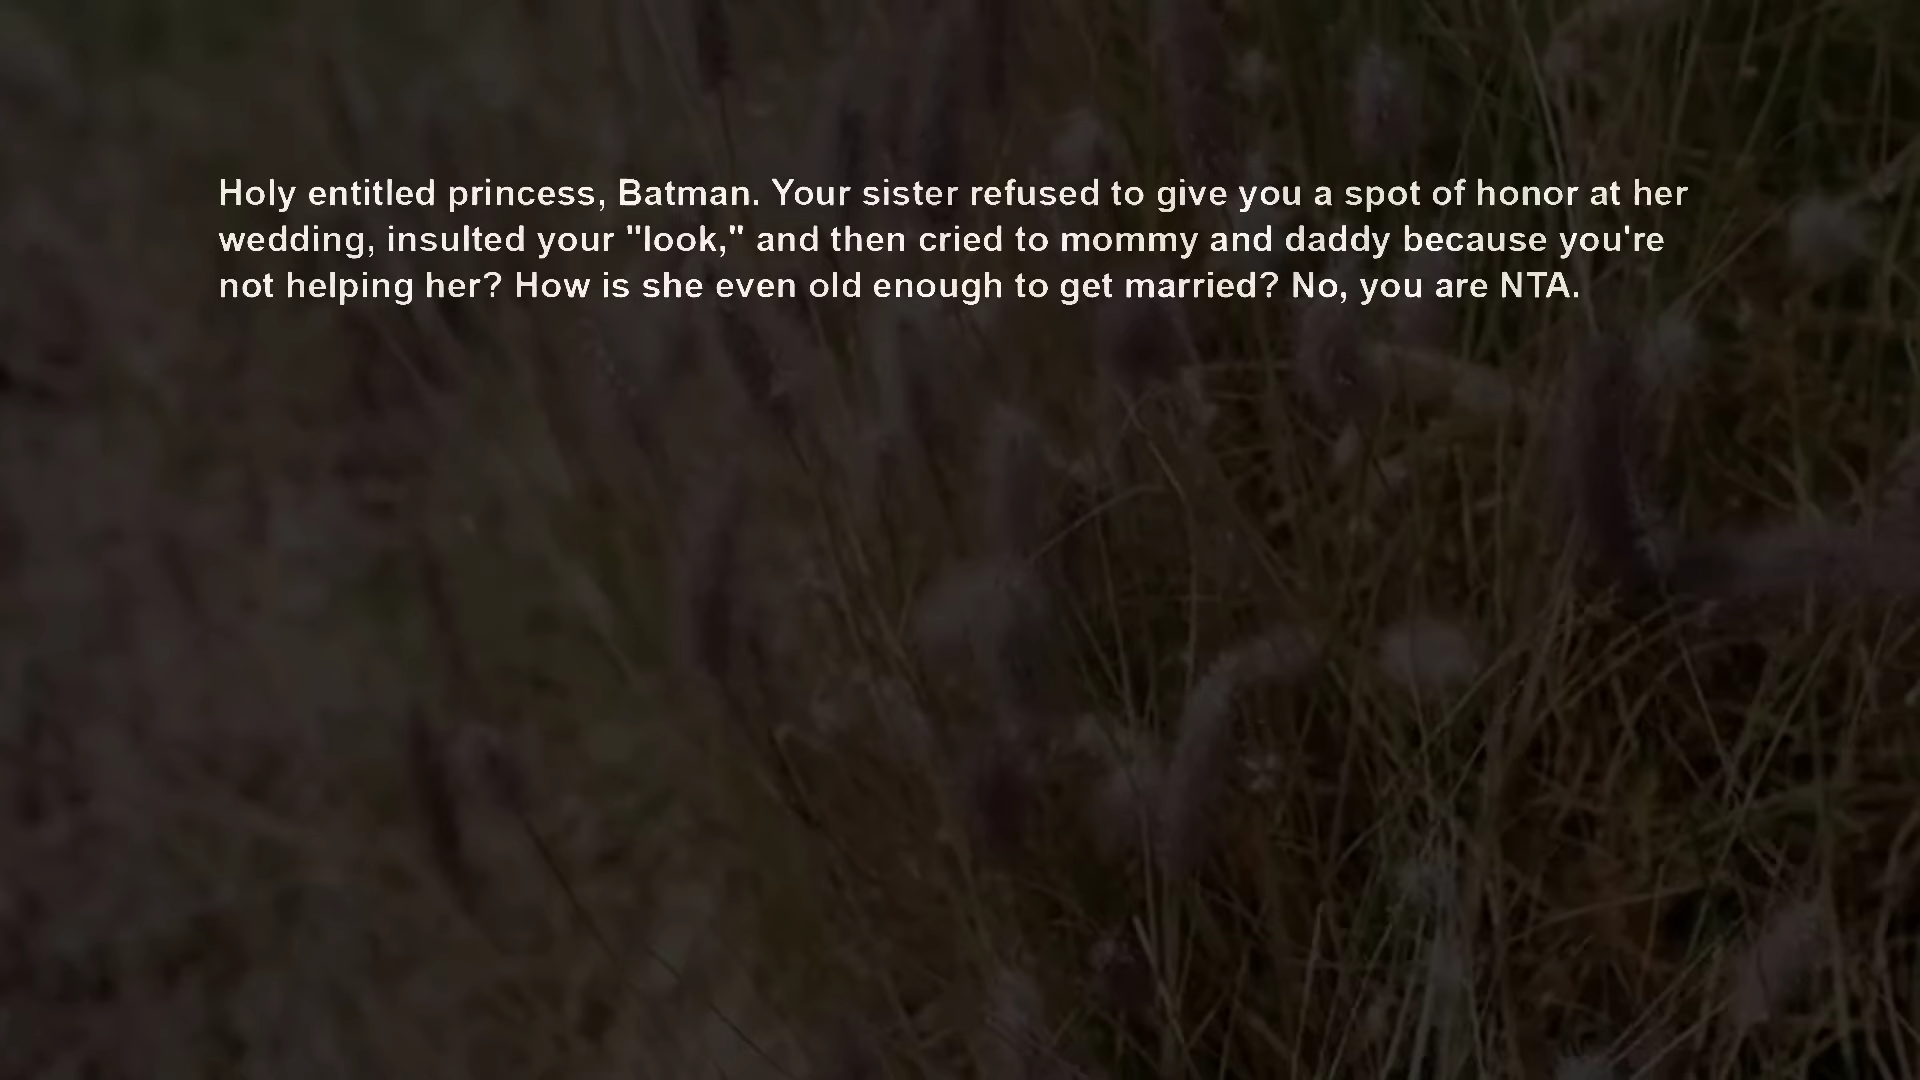 Holy entitled princess, Batman. Your sister refused to give you a spot of honor at her
wedding, insulted your "look," and then cried to mommy and daddy because you're
not helping her? How is she even old enough to get married? No, you are NTA.